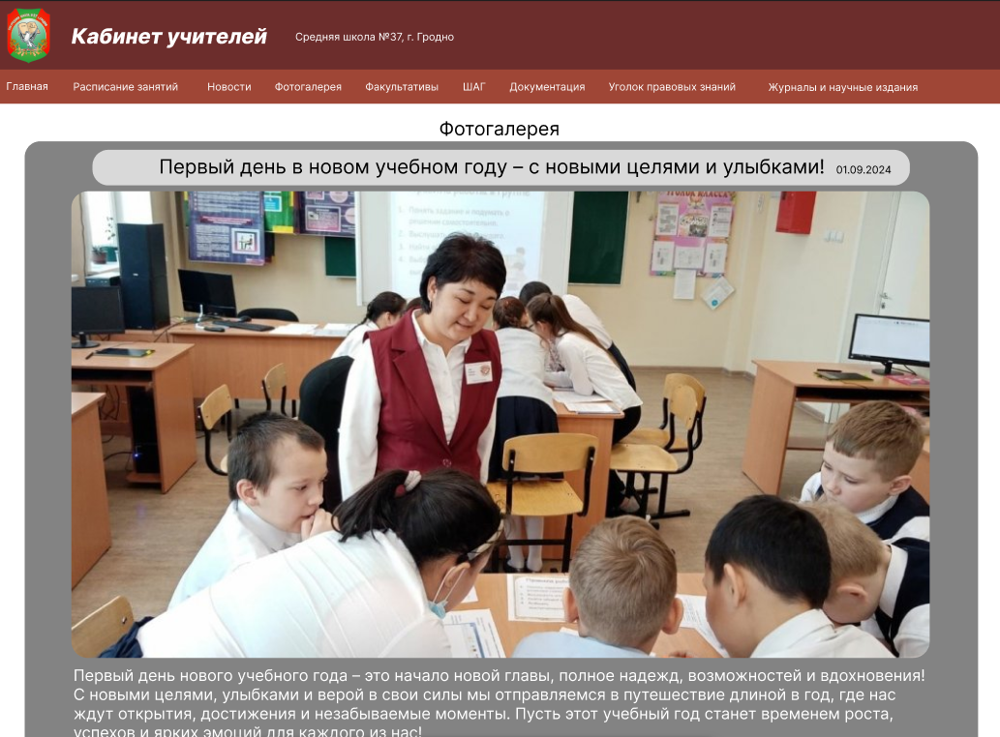 Кабинет учителей
Средняя школа №37, г. Гродно
Главная
Расписание занятий
Новости
Фотогалерея
Факультативы
ШАГ
Документация
Уголок правовых знаний
Журналы и научные издания
Фотогалерея
Первый день в новом учебном году – с новыми целями и улыбками! 01.09.2024
Первый день нового учебного года – это начало новой главы, полное надежд, возможностей и вдохновения!
С новыми целями, улыбками и верой в свои силы мы отправляемся в путешествие длиной в год, где нас
ждут открытия, достижения и незабываемые моменты. Пусть этот учебный год станет временем роста,
успехов и ярких эмоций для каждого из нас!